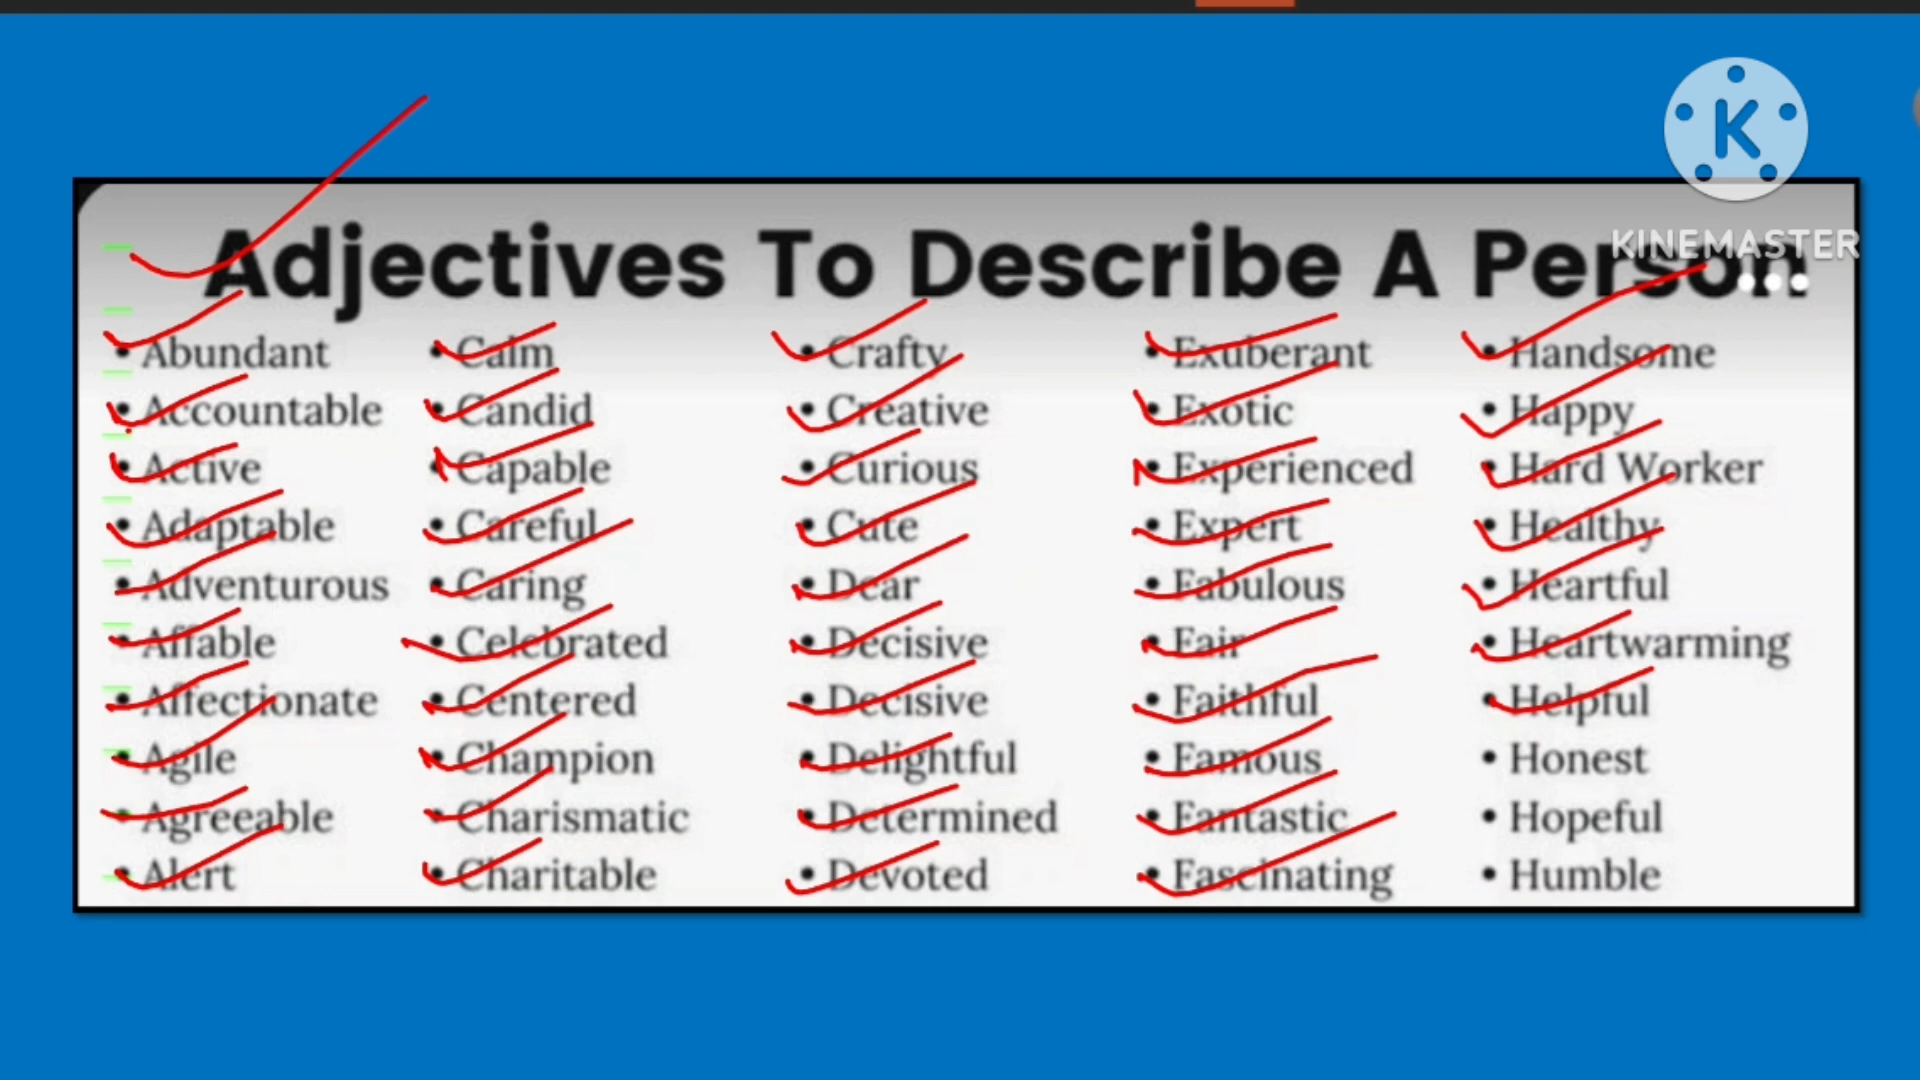 K
KINEMASTER
Adjectives To Describe A Person
• Abundant
• Accountable
• Active
• Adaptable
• Adventurous
• Affable
• Affectionate
• Agile
• Agreeable
• Alert
• Calm
• Candid
• Capable
• Careful
• Caring
• Celebrated
• Centered
• Champion
• Charismatic
• Charitable
• Crafty
• Creative
• Curious
• Cute
• Dear
• Decisive
• Decisive
• Delightful
• Determined
• Devoted
• Exuberant
• Exotic
• Experienced
• Expert
• Fabulous
• Fair
• Faithful
• Famous
• Fantastic
• Fascinating
• Handsome
• Happy
• Hard Worker
• Healthy
• Heartful
• Heartwarming
• Helpful
• Honest
• Hopeful
• Humble